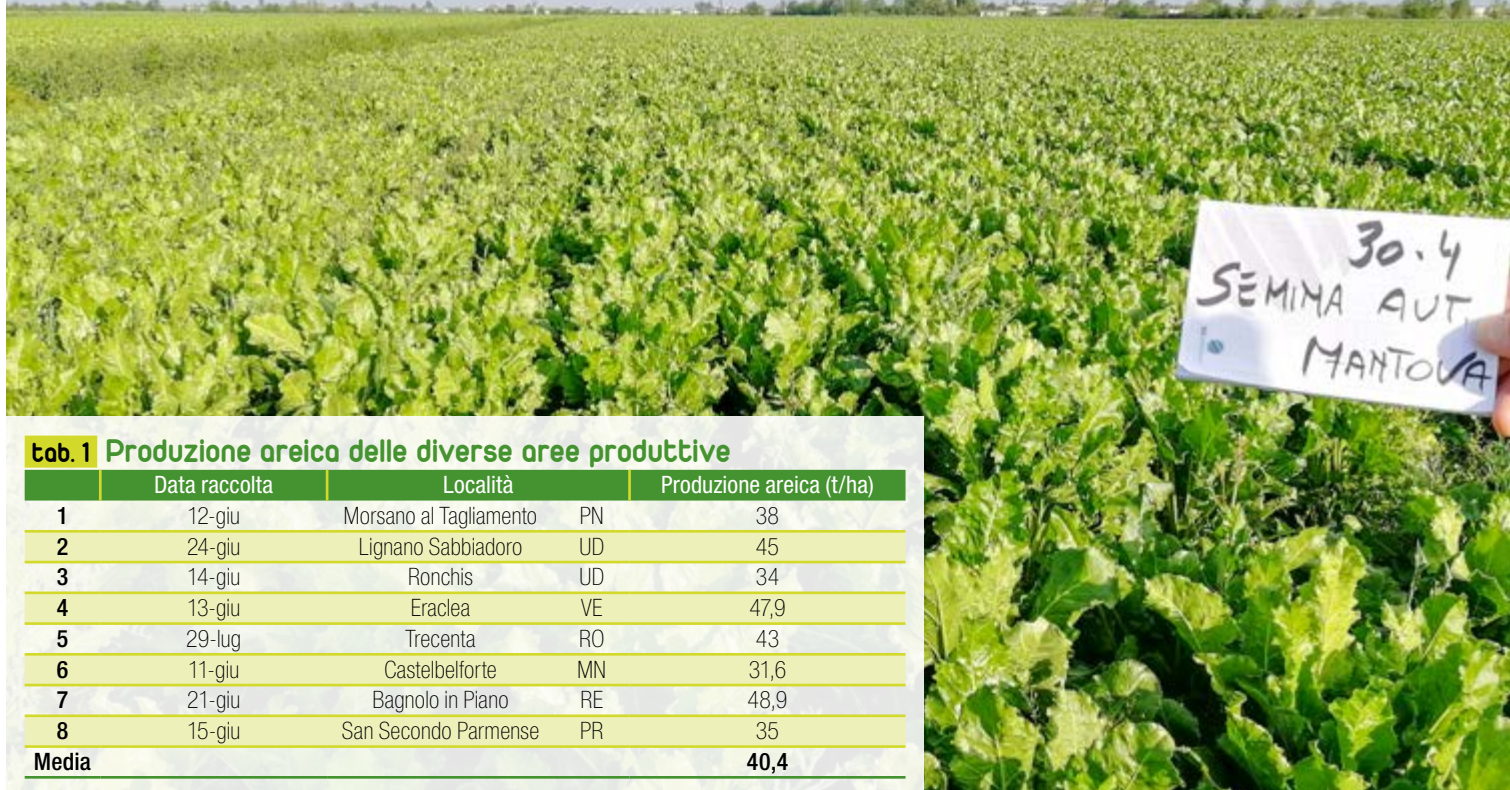 30.4
SEMINA AUT.
MANTOVA
tab. 1 Produzione areica delle diverse aree produttive
Data raccolta Località Produzione areica (t/ha)
1 12-giu Morsano al Tagliamento PN 38
2 24-giu Lignano Sabbiadoro UD 45
3 14-giu Ronchis UD 34
4 13-giu Eraclea VE 47,9
5 29-lug Trecenta RO 43
6 11-giu Castelbelforte MN 31,6
7 21-giu Bagnolo in Piano RE 48,9
8 15-giu San Secondo Parmense PR 35
Media 40,4